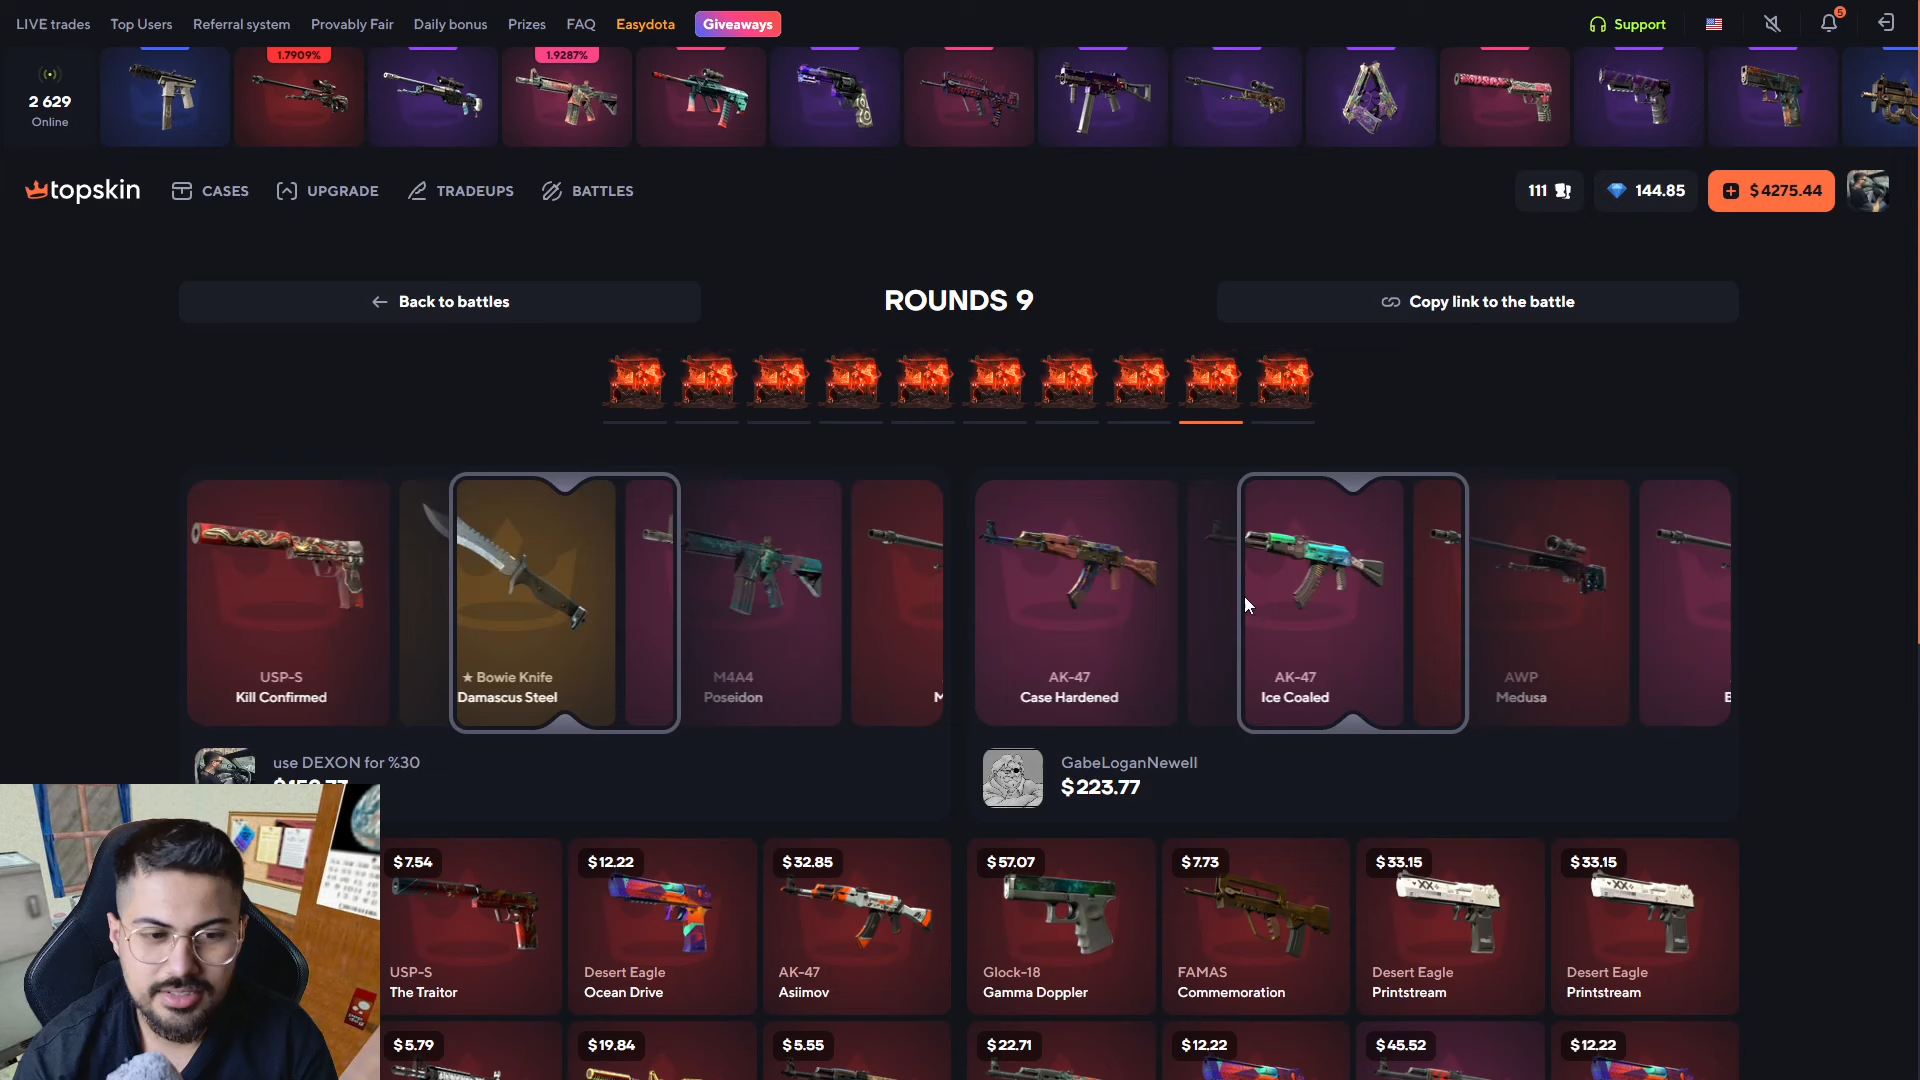 LIVE trades Top Users Referral system Provably Fair Daily bonus Prizes FAQ Easydota Giveaways Support 5
1.7909% 1.9287%
2 629
Online
topskin CASES UPGRADE TRADEUPS BATTLES 111 144.85 $4275.44
Back to battles ROUNDS 9 Copy link to the battle
USP-S ★ Bowie Knife M4A4 AK-47 AK-47 AWP
Kill Confirmed Damascus Steel Poseidon Case Hardened Ice Coaled Medusa
use DEXON for %30 GabeLoganNewell
$223.77
$7.54 $12.22 $32.85 $57.07 $7.73 $33.15 $33.15
USP-S Desert Eagle AK-47 Glock-18 FAMAS Desert Eagle Desert Eagle
The Traitor Ocean Drive Asiimov Gamma Doppler Commemoration Printstream Printstream
$5.79 $19.84 $5.55 $22.71 $12.22 $45.52 $12.22